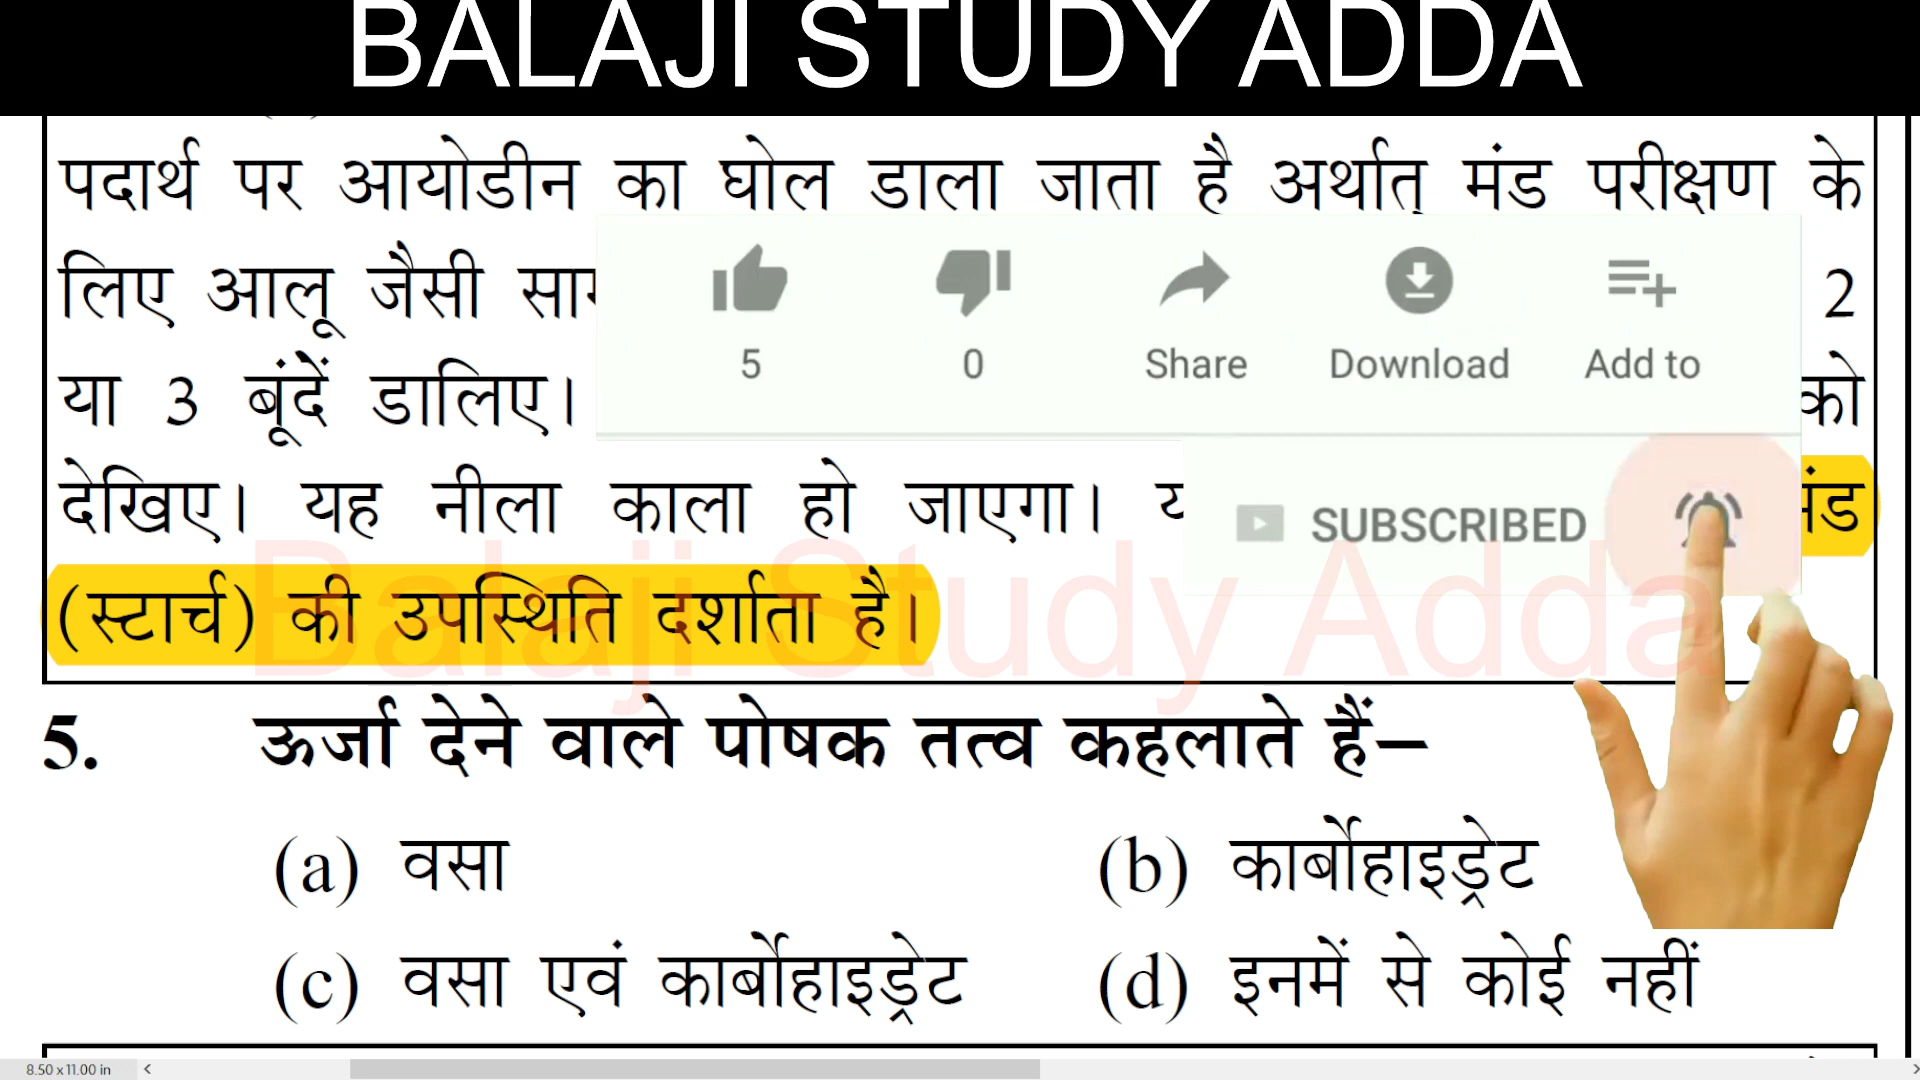 BALAJI STUDY ADDA
पदार्थ पर आयोडीन का घोल डाला जाता है अर्थात् मंड परीक्षण के
लिए आलू जैसी 2
या 3 बूंदें डालिए। को
5 0 Share Download Add to
देखिए। यह नीला काला हो जाएगा।
SUBSCRIBED
(स्टार्च) की उपस्थिति दर्शाता है।
Balaji Study Adda
5. ऊर्जा देने वाले पोषक तत्व कहलाते हैं–
(a) वसा (b) कार्बोहाइड्रेट
(c) वसा एवं कार्बोहाइड्रेट (d) इनमें से कोई नहीं
8.50 x 11.00 in